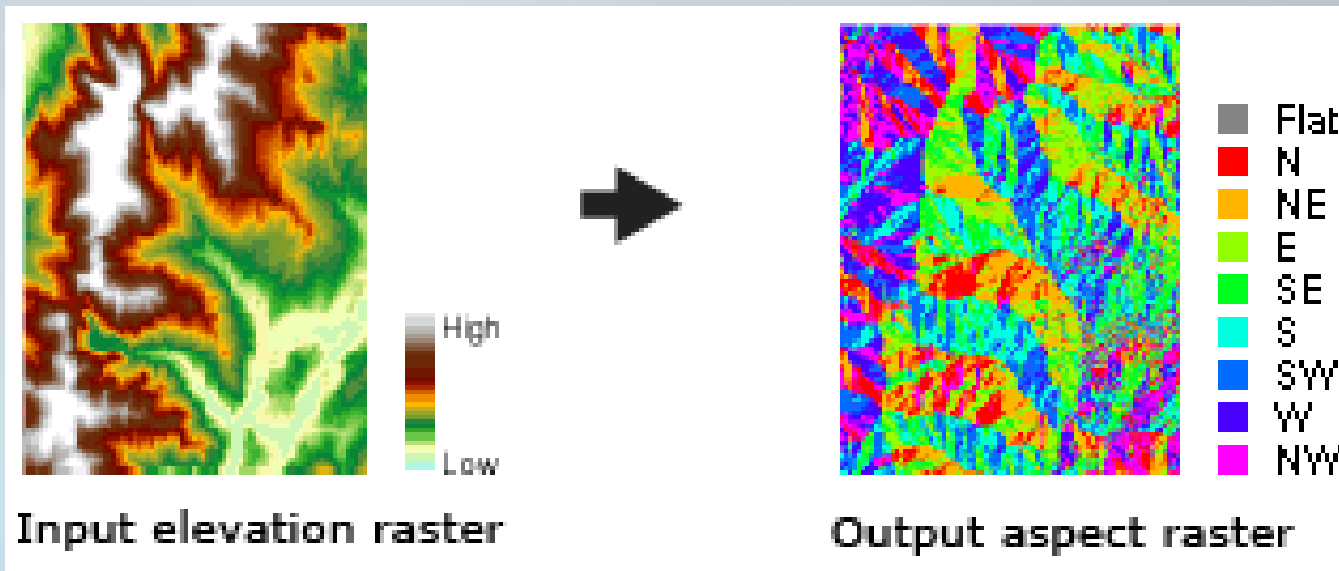 High
Low
Flat
N
NE
E
SE
S
SW
W
NW
Input elevation raster
Output aspect raster